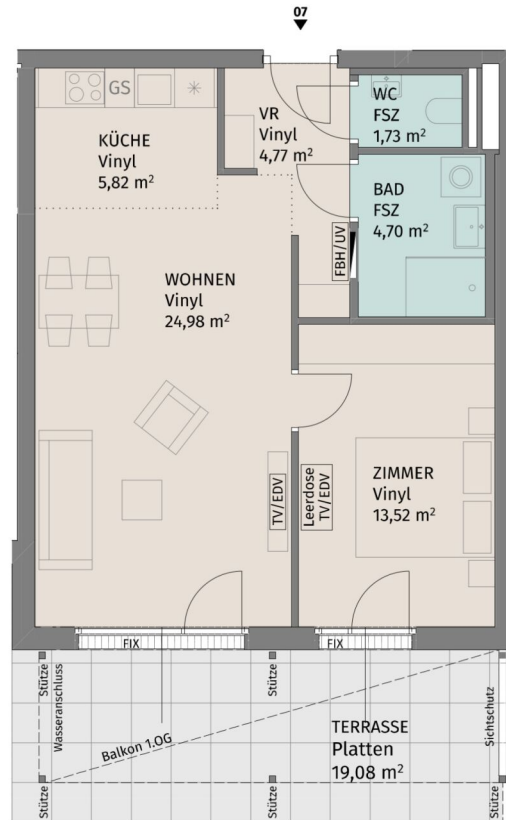 07
GS
KÜCHE
Vinyl
5,82 m²
VR
Vinyl
4,77 m²
WC
FSZ
1,73 m²
BAD
FSZ
4,70 m²
FBH/UV
WOHNEN
Vinyl
24,98 m²
TV/EDV
Leerdose
TV/EDV
ZIMMER
Vinyl
13,52 m²
FIX
FIX
Stütze
Wasseranschluss
Stütze
Stütze
Sichtschutz
Balkon 1.OG
TERRASSE
Platten
19,08 m²
Stütze
Stütze
Stütze